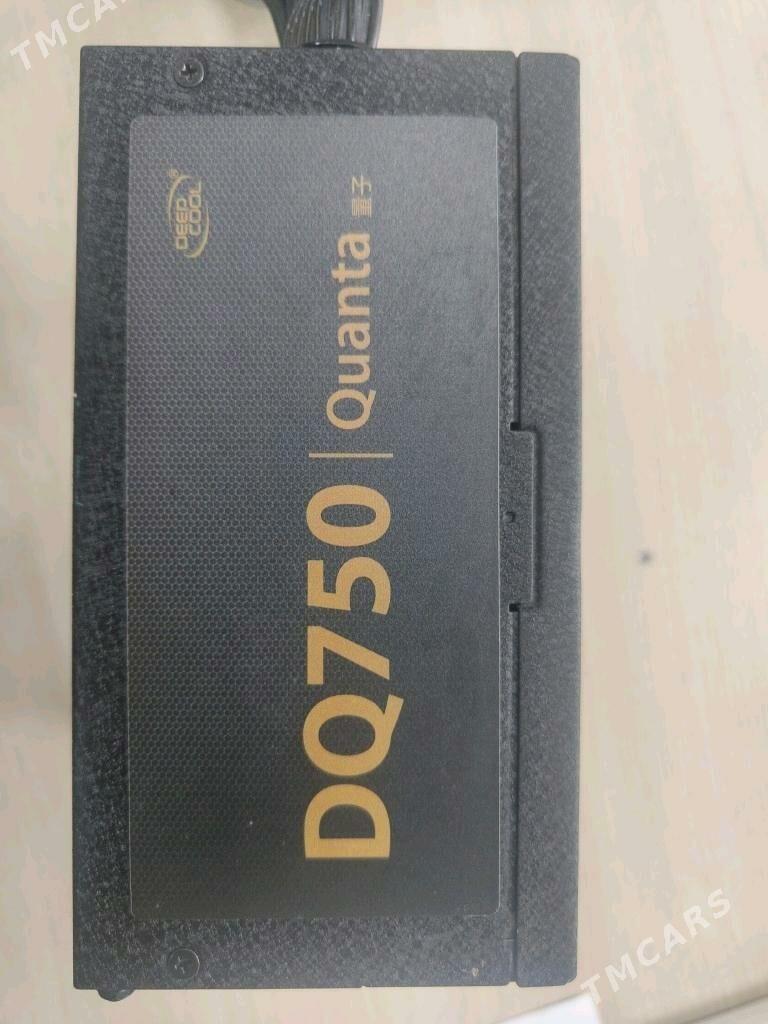 TMCARS
DEEP
COOL®
DQ750 | Quanta 量子
TMCARS